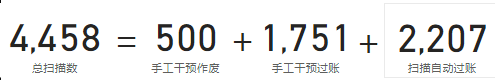 4,458 = 500 + 1,751 + 2,207
总扫描数 手工干预作废 手工干预过账 扫描自动过账